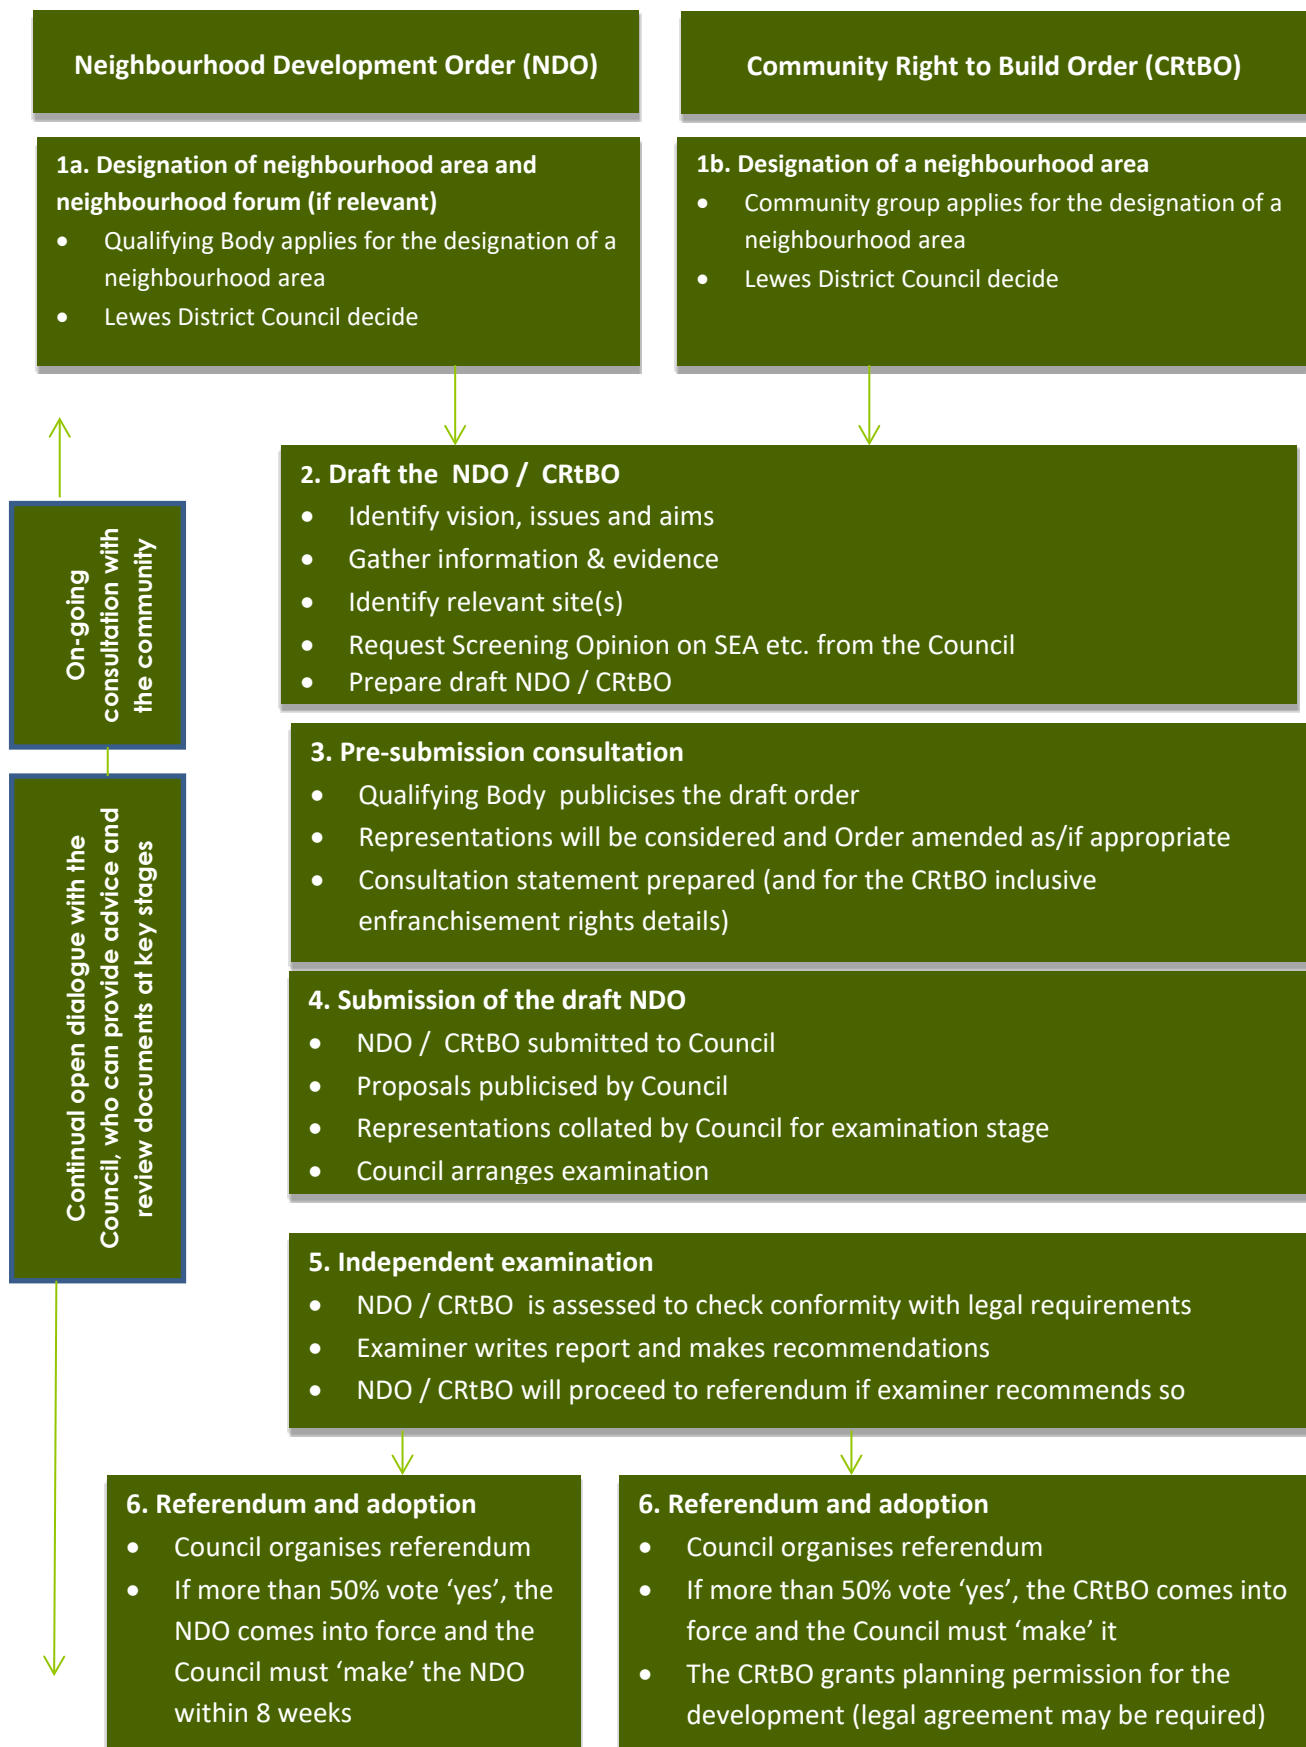 Neighbourhood Development Order (NDO)
Community Right to Build Order (CRtBO)
1a. Designation of neighbourhood area and
neighbourhood forum (if relevant)
• Qualifying Body applies for the designation of a
neighbourhood area
• Lewes District Council decide
1b. Designation of a neighbourhood area
• Community group applies for the designation of a
neighbourhood area
• Lewes District Council decide
On-going
consultation with
the community
Continual open dialogue with the
Council, who can provide advice and
review documents at key stages
2. Draft the NDO / CRtBO
• Identify vision, issues and aims
• Gather information & evidence
• Identify relevant site(s)
• Request Screening Opinion on SEA etc. from the Council
• Prepare draft NDO / CRtBO
3. Pre-submission consultation
• Qualifying Body publicises the draft order
• Representations will be considered and Order amended as/if appropriate
• Consultation statement prepared (and for the CRtBO inclusive
enfranchisement rights details)
4. Submission of the draft NDO
• NDO / CRtBO submitted to Council
• Proposals publicised by Council
• Representations collated by Council for examination stage
• Council arranges examination
5. Independent examination
• NDO / CRtBO is assessed to check conformity with legal requirements
• Examiner writes report and makes recommendations
• NDO / CRtBO will proceed to referendum if examiner recommends so
6. Referendum and adoption
• Council organises referendum
• If more than 50% vote ‘yes’, the
NDO comes into force and the
Council must ‘make’ the NDO
within 8 weeks
6. Referendum and adoption
• Council organises referendum
• If more than 50% vote ‘yes’, the CRtBO comes into
force and the Council must ‘make’ it
• The CRtBO grants planning permission for the
development (legal agreement may be required)